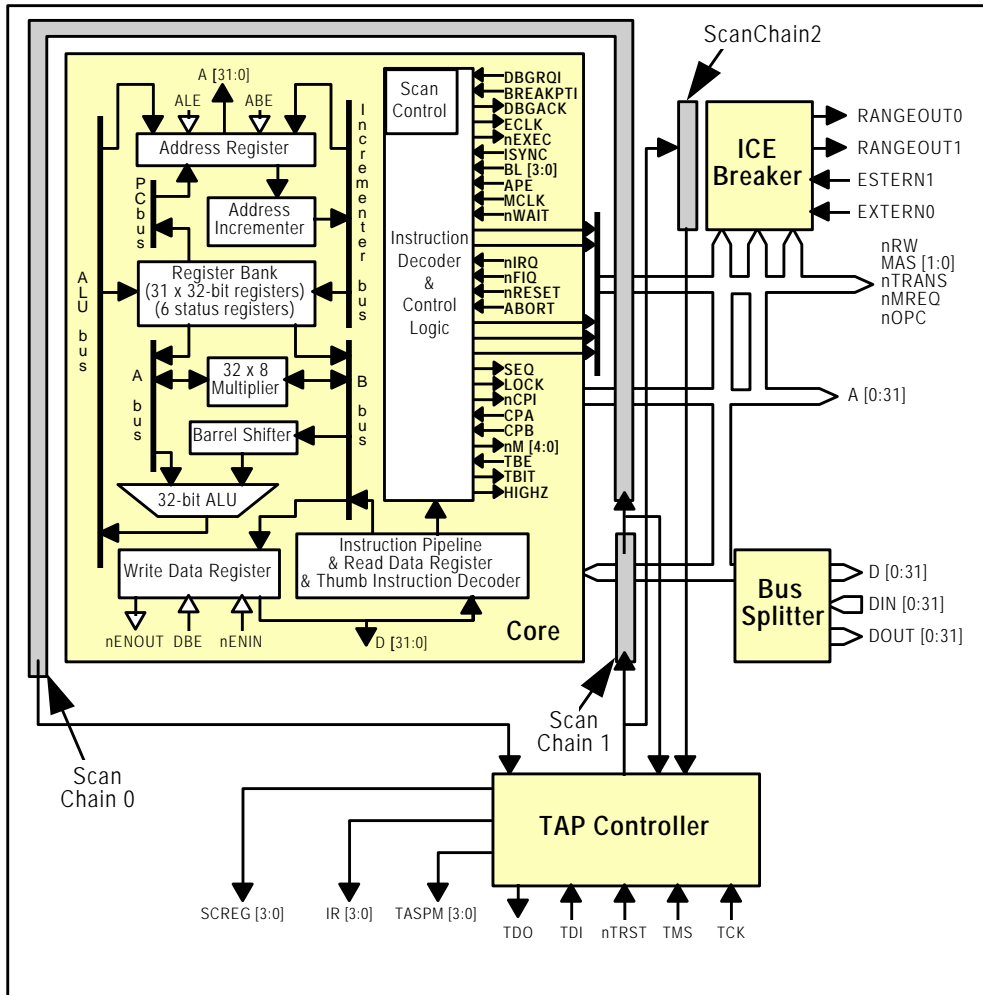 ScanChain2
A [31:0]
ALE
ABE
Address Register
PC bus
Address
Incrementer
Incrementer bus
ALU bus
Register Bank
(31 x 32-bit registers)
(6 status registers)
A bus
32 x 8
Multiplier
B bus
Barrel Shifter
32-bit ALU
Write Data Register
Instruction Pipeline
& Read Data Register
& Thumb Instruction Decoder
nENOUT
DBE
nENIN
D [31:0]
Core
Scan
Control
Instruction
Decoder
&
Control
Logic
DBGRQI
BREAKPTI
DBGACK
ECLK
nEXEC
ISYNC
BL [3:0]
APE
MCLK
nWAIT
nIRQ
nFIQ
nRESET
ABORT
SEQ
LOCK
nCPI
CPA
CPB
nM [4:0]
TBE
TBIT
HIGHZ
ICE
Breaker
RANGEOUT0
RANGEOUT1
ESTERN1
EXTERN0
nRW
MAS [1:0]
nTRANS
nMREQ
nOPC
A [0:31]
Bus
Splitter
D [0:31]
DIN [0:31]
DOUT [0:31]
Scan
Chain 0
Scan
Chain 1
TAP Controller
SCREG [3:0]
IR [3:0]
TASPM [3:0]
TDO
TDI
nTRST
TMS
TCK